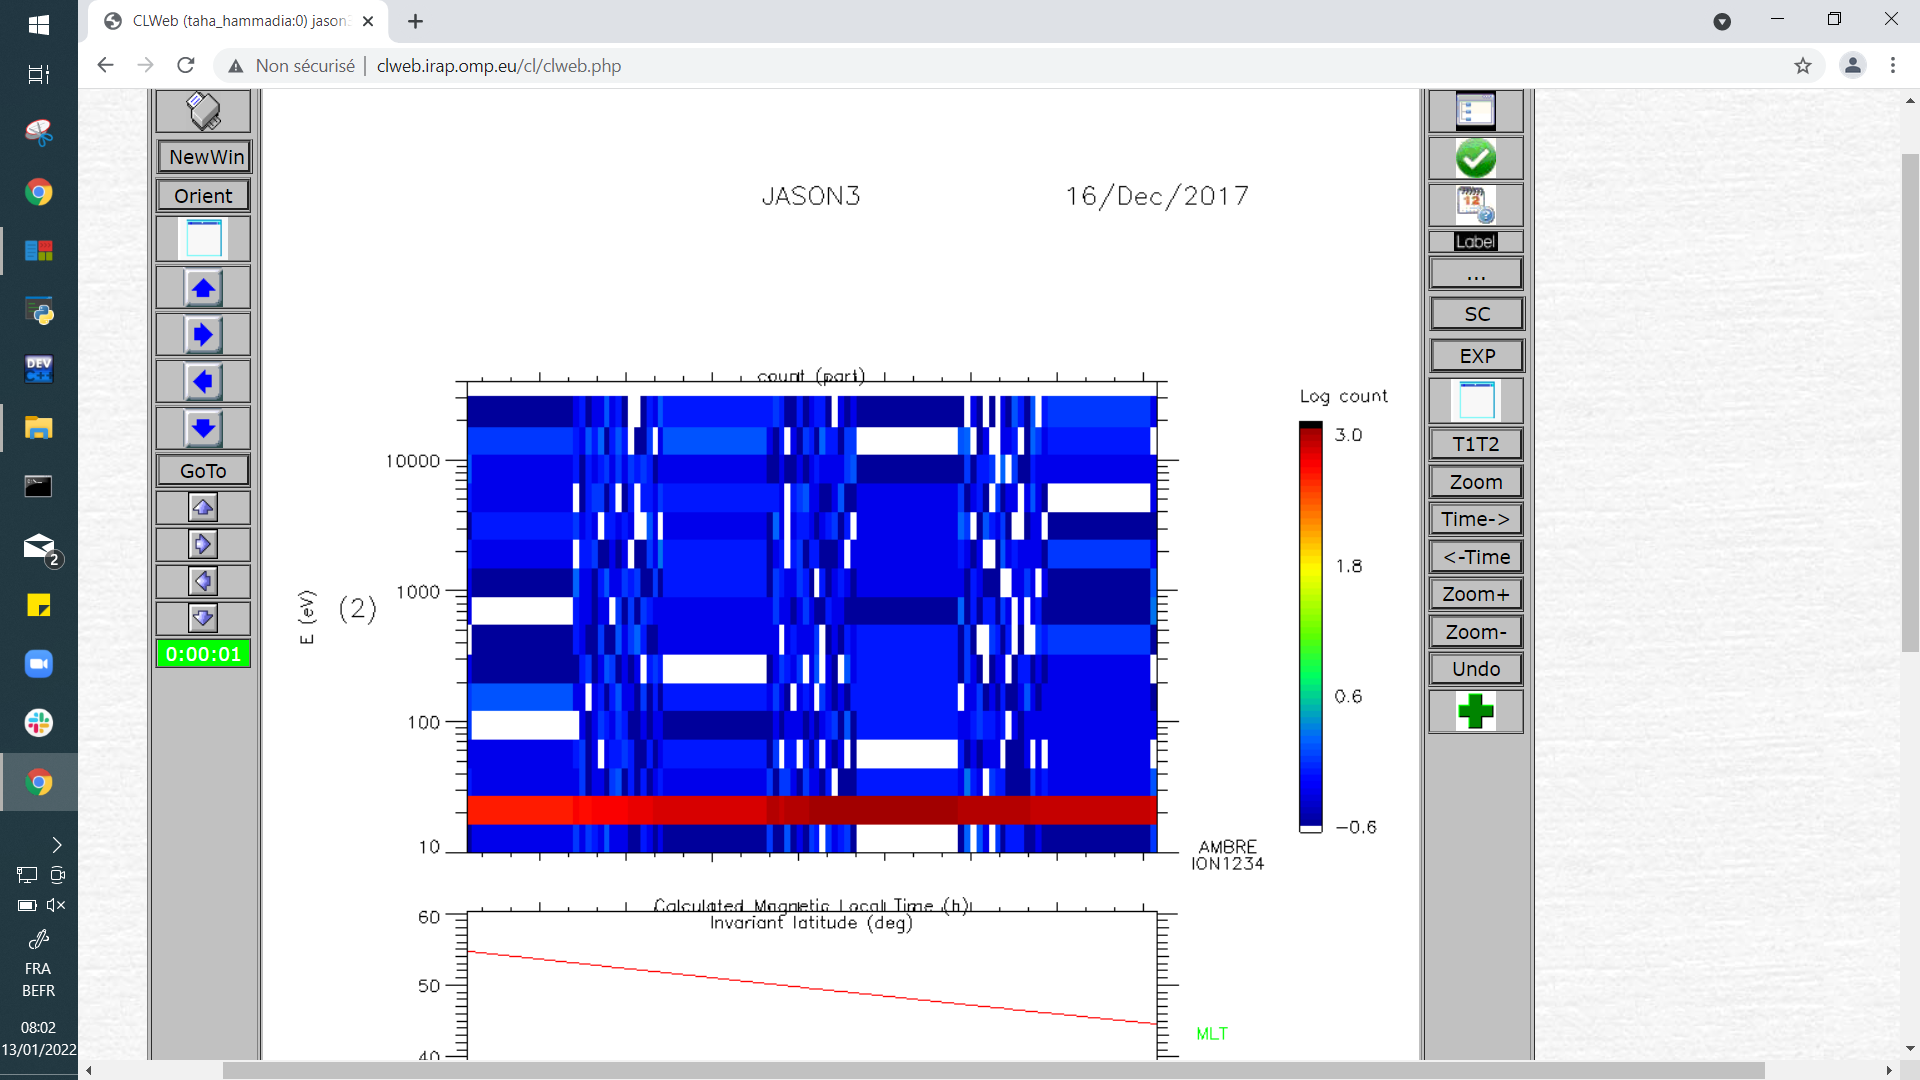 CLWeb (taha_hammadia:0) jason3
Non sécurisé
clweb.irap.omp.eu/cl/clweb.php
NewWin
Orient
GoTo
0:00:01
JASON3
16/Dec/2017
count (part)
10000
1000
100
10
E (eV)
(2)
Log count
3.0
1.8
0.6
−0.6
AMBRE
ION1234
Calculated Magnetic Local Time (h)
Invariant latitude (deg)
60
50
40
MLT
12
Label
...
SC
EXP
T1T2
Zoom
Time->
<-Time
Zoom+
Zoom-
Undo
DEV
C++
2
FRA
BEFR
08:02
13/01/2022